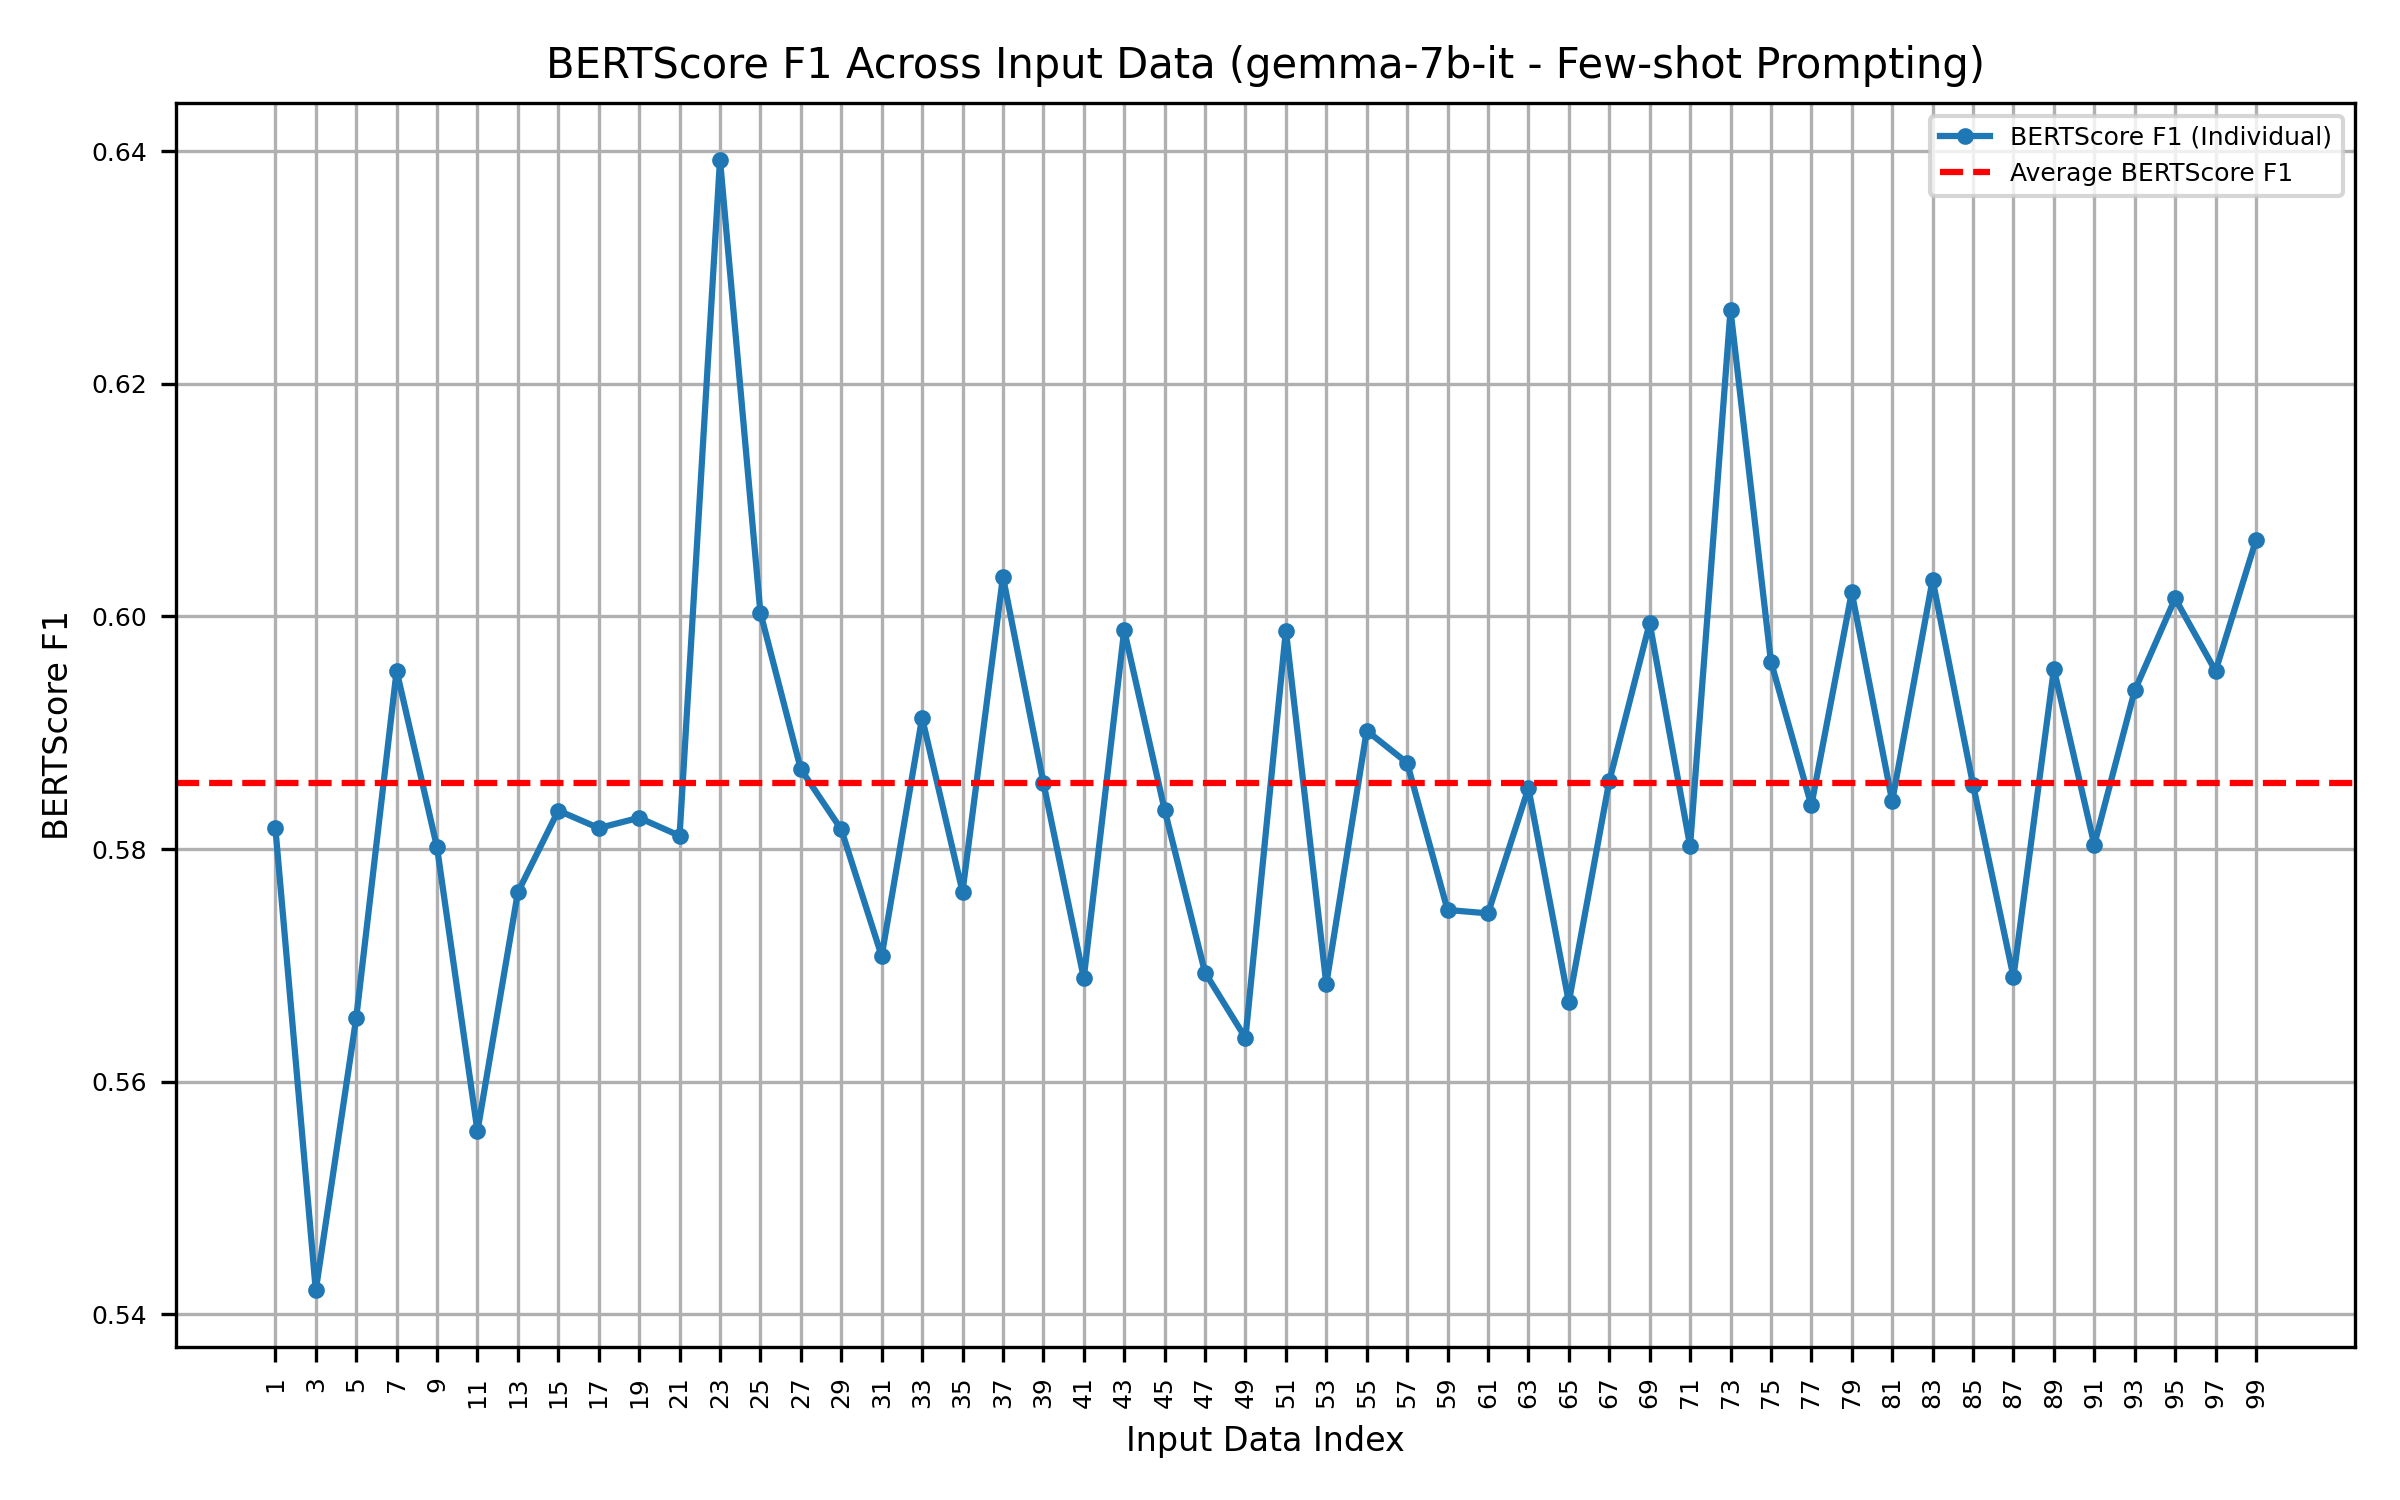 BERTScore F1 Across Input Data (gemma-7b-it - Few-shot Prompting)
BERTScore F1 (Individual)
Average BERTScore F1
0.64
0.62
0.60
0.58
0.56
0.54
BERTScore F1
1 3 5 7 9 11 13 15 17 19 21 23 25 27 29 31 33 35 37 39 41 43 45 47 49 51 53 55 57 59 61 63 65 67 69 71 73 75 77 79 81 83 85 87 89 91 93 95 97 99
Input Data Index